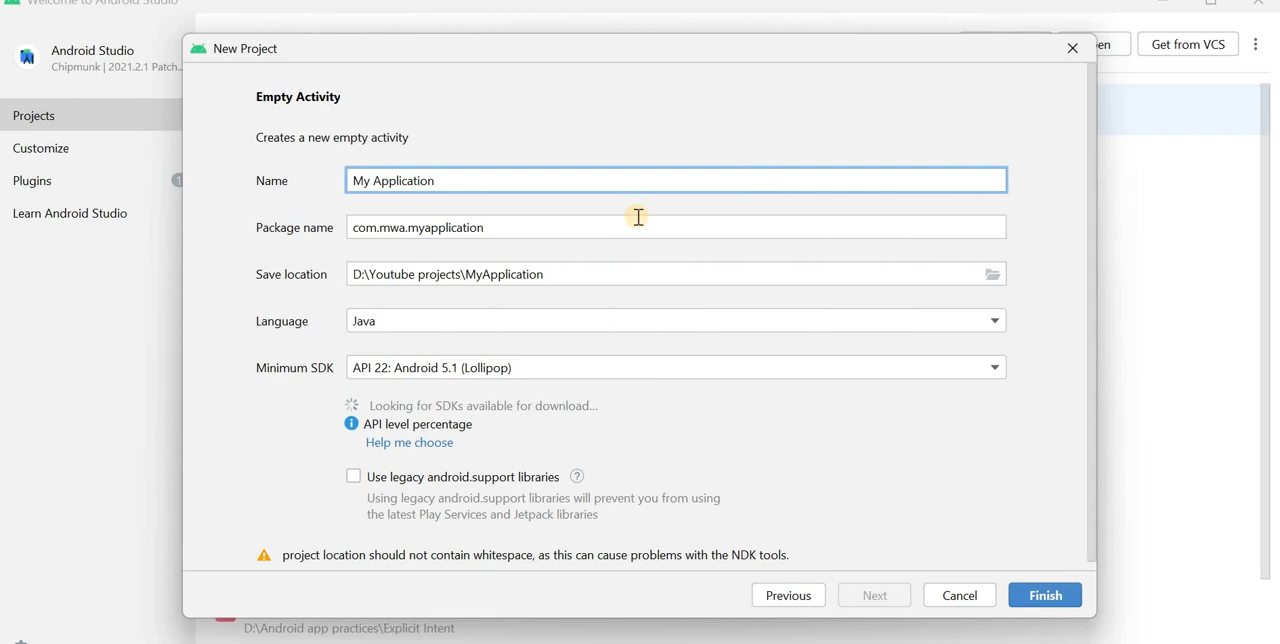 Welcome to Android Studio
Android Studio
Chipmunk | 2021.2.1 Patch...
Projects
Customize
Plugins
1
Learn Android Studio
Get from VCS
New Project
Empty Activity
Creates a new empty activity
Name
My Application
Package name
com.mwa.myapplication
Save location
D:\Youtube projects\MyApplication
Language
Java
Minimum SDK
API 22: Android 5.1 (Lollipop)
Looking for SDKs available for download...
API level percentage
Help me choose
Use legacy android.support libraries
?
Using legacy android.support libraries will prevent you from using
the latest Play Services and Jetpack libraries
project location should not contain whitespace, as this can cause problems with the NDK tools.
Previous
Next
Cancel
Finish
D:\Android app practices\Explicit Intent